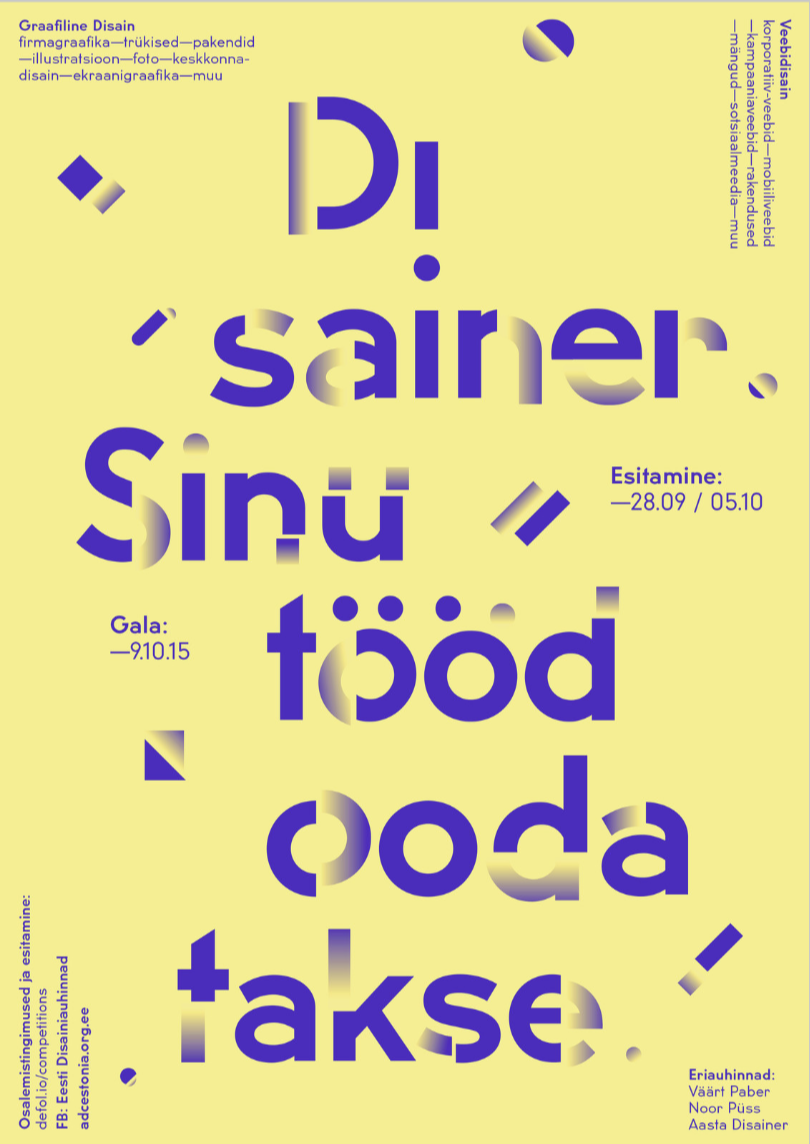 Graafiline Disain
firmagraafika—trükised—pakendid
—illustratsioon—foto—keskkonna-
disain—ekraanigraafika—muu
Veebidisain
korporatiiv-veebid—mobiiliveebid
—kampaaniaveebid—rakendused
—mängud—sotsiaalmeedia—muu
Di
sainer.
Sinu
Esitamine:
—28.09 / 05.10
Gala:
—9.10.15
tööd
ooda
takse.
Osalemistingimused ja esitamine:
defol.io/competitions
FB: Eesti Disainiauhinnad
adcestonia.org.ee
Eriauhinnad:
Väärt Paber
Noor Püss
Aasta Disainer